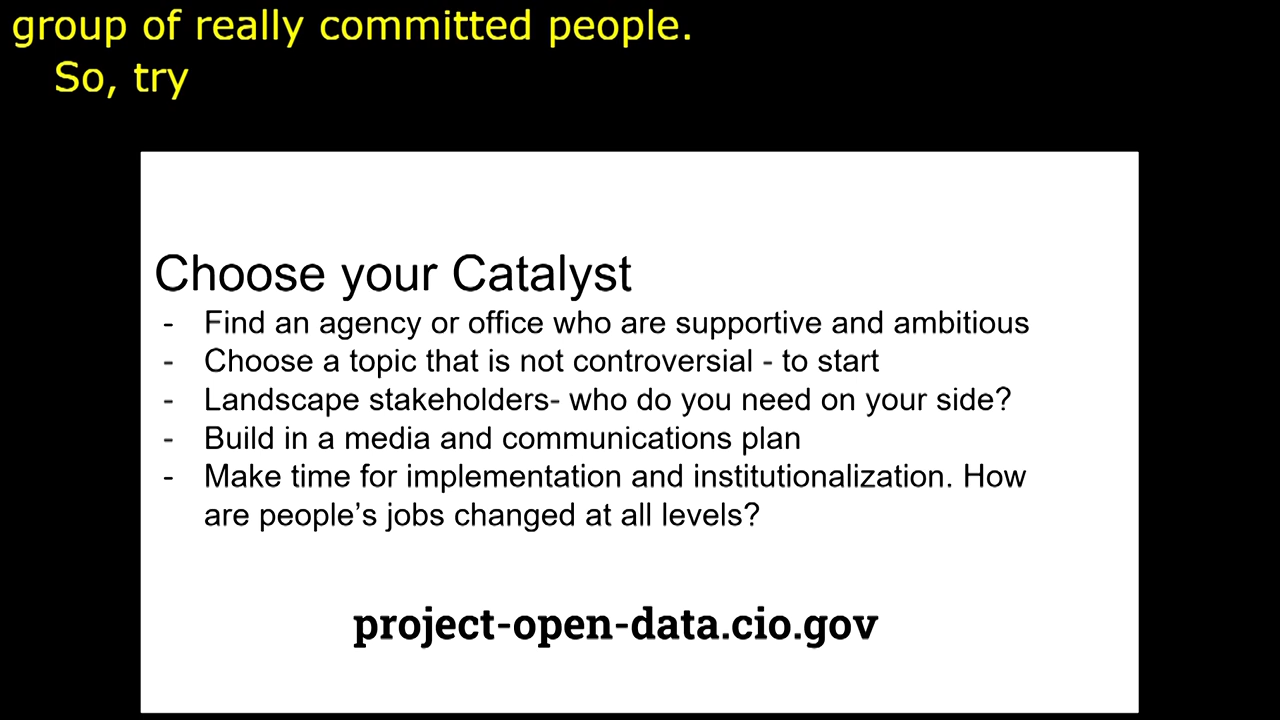 group of really committed people.
So, try
Choose your Catalyst
- Find an agency or office who are supportive and ambitious
- Choose a topic that is not controversial - to start
- Landscape stakeholders- who do you need on your side?
- Build in a media and communications plan
- Make time for implementation and institutionalization. How
are people’s jobs changed at all levels?
project-open-data.cio.gov